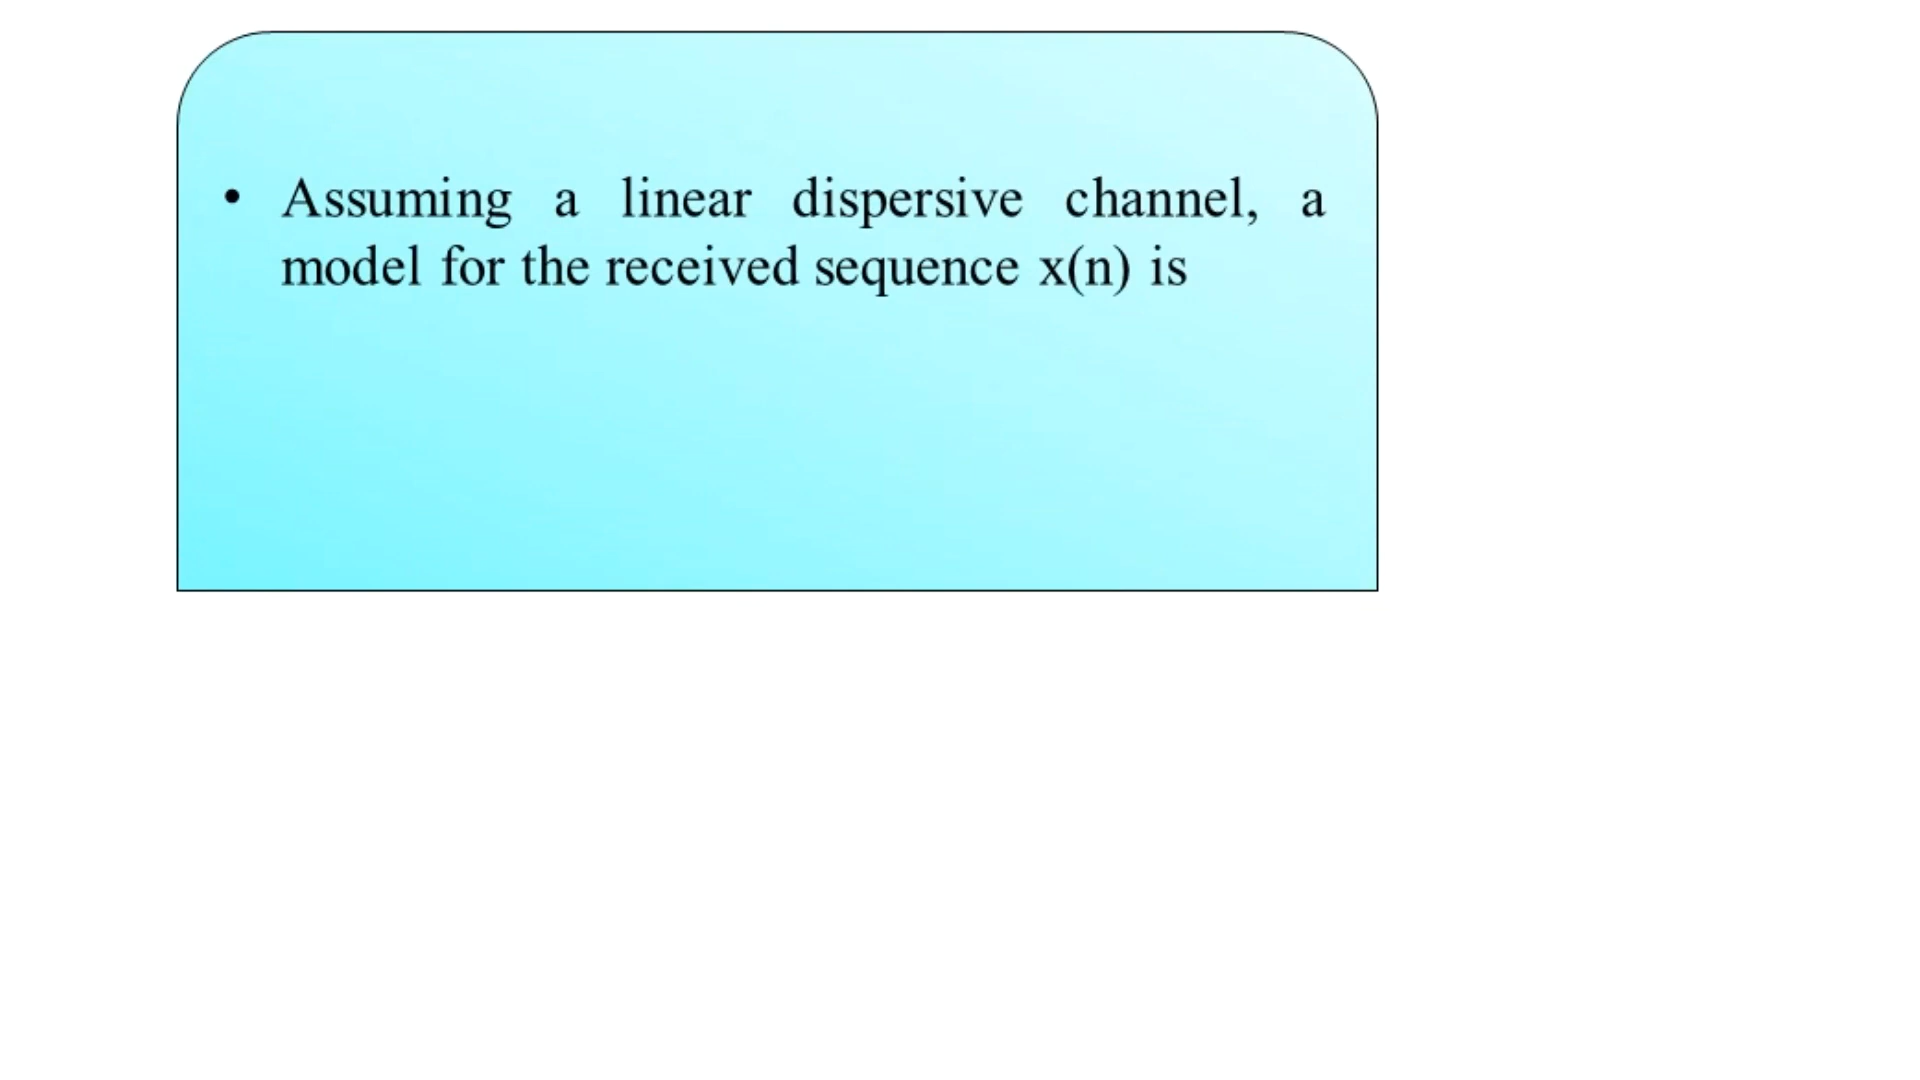 • Assuming a linear dispersive channel, a
model for the received sequence x(n) is